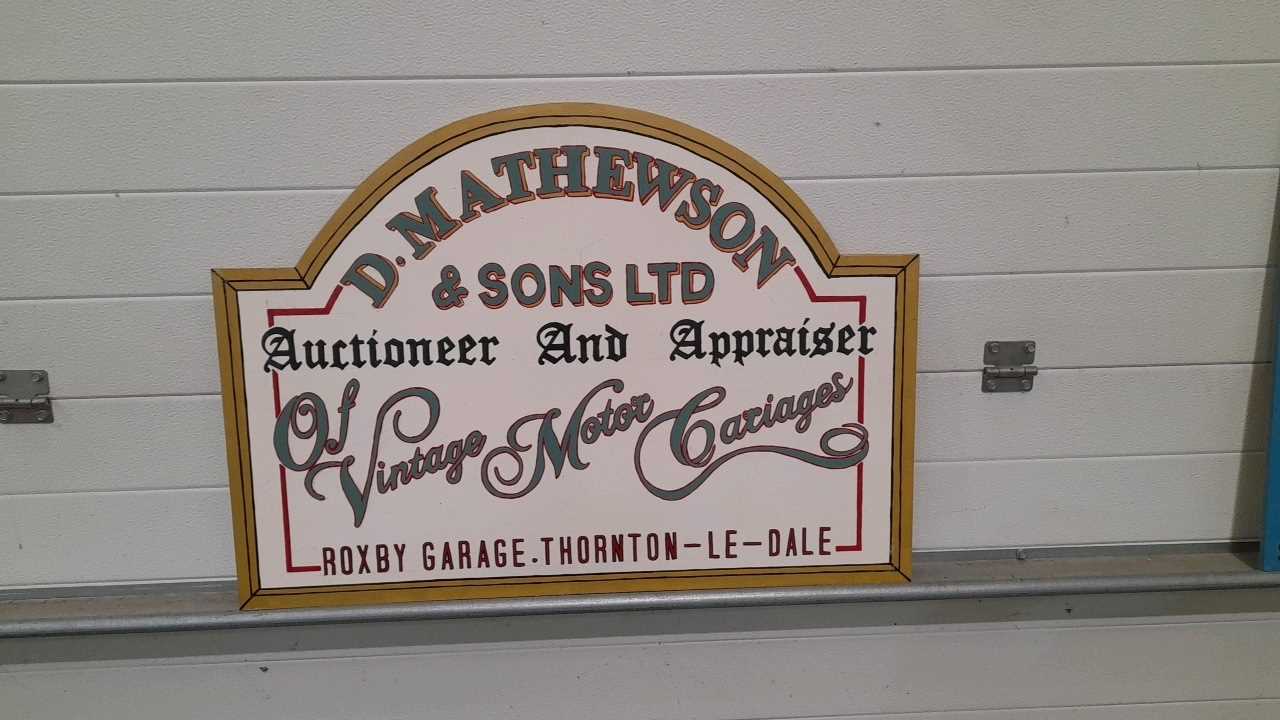 D. MATHEWSON
& SONS LTD
Auctioneer And Appraiser
Of Vintage Motor Cariages
ROXBY GARAGE. THORNTON-LE-DALE